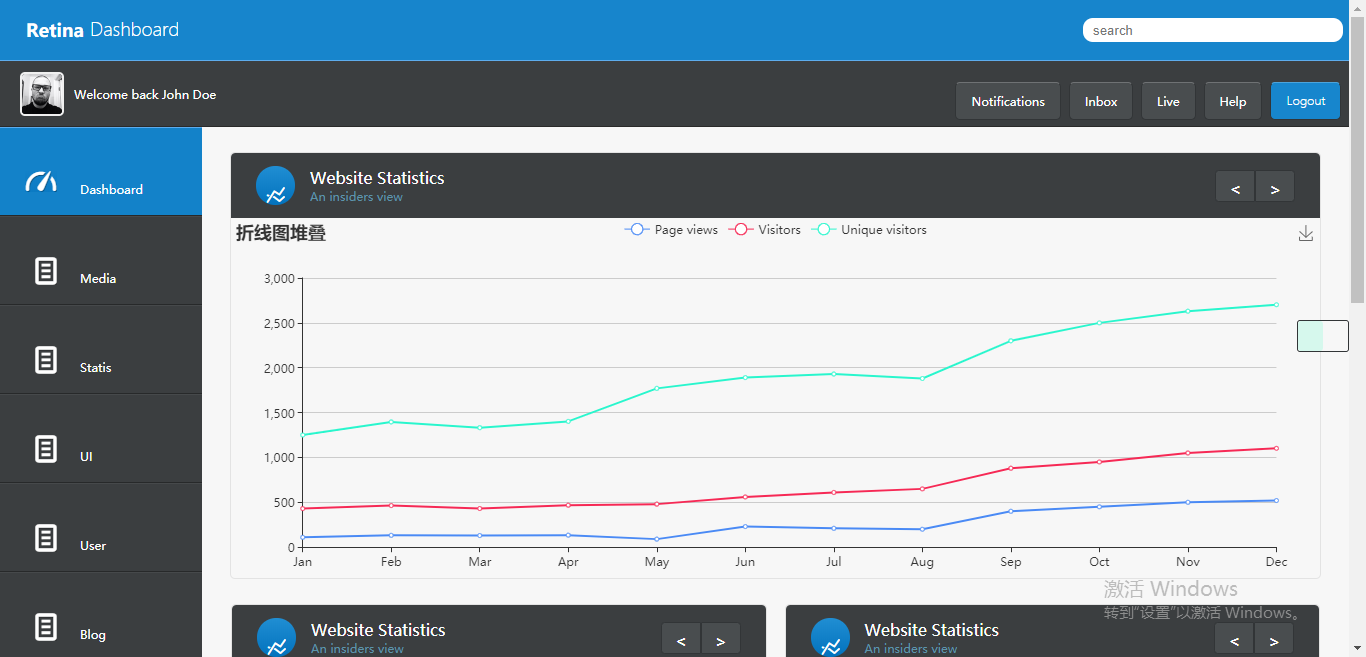 Retina Dashboard
search
Welcome back John Doe
Notifications
Inbox
Live
Help
Logout
Dashboard
Media
Statis
UI
User
Blog
Website Statistics
An insiders view
< >
折线图堆叠
Page views
Visitors
Unique visitors
3,000
2,500
2,000
1,500
1,000
500
0
Jan Feb Mar Apr May Jun Jul Aug Sep Oct Nov Dec
激活 Windows
转到"设置"以激活 Windows。
Website Statistics
An insiders view
< >
Website Statistics
An insiders view
< >